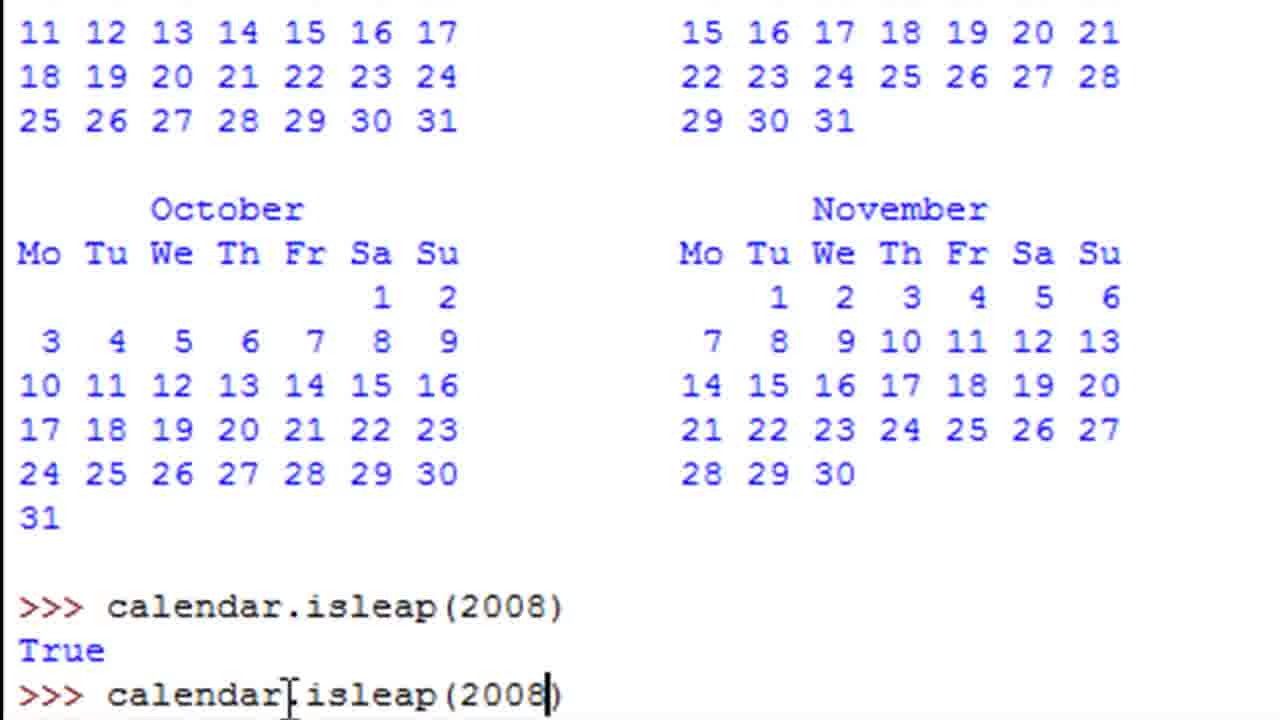 11 12 13 14 15 16 17 15 16 17 18 19 20 21
18 19 20 21 22 23 24 22 23 24 25 26 27 28
25 26 27 28 29 30 31 29 30 31
October November
Mo Tu We Th Fr Sa Su Mo Tu We Th Fr Sa Su
1 2 1 2 3 4 5 6
3 4 5 6 7 8 9 7 8 9 10 11 12 13
10 11 12 13 14 15 16 14 15 16 17 18 19 20
17 18 19 20 21 22 23 21 22 23 24 25 26 27
24 25 26 27 28 29 30 28 29 30
31
>>> calendar.isleap(2008)
True
>>> calendar.isleap(2008)